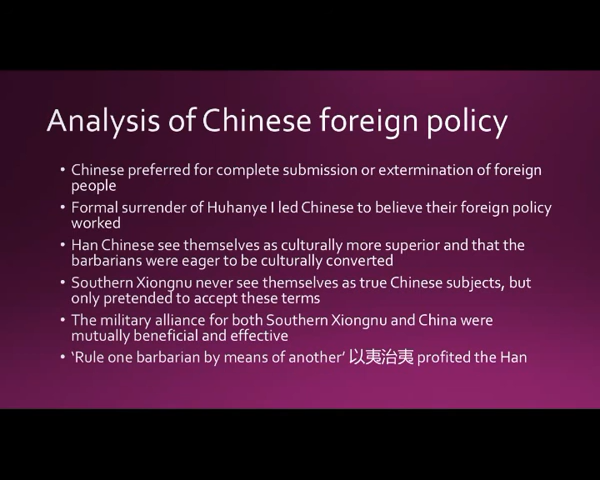 Analysis of Chinese foreign policy
• Chinese preferred for complete submission or extermination of foreign
people
• Formal surrender of Huhanye I led Chinese to believe their foreign policy
worked
• Han Chinese see themselves as culturally more superior and that the
barbarians were eager to be culturally converted
• Southern Xiongnu never see themselves as true Chinese subjects, but
only pretended to accept these terms
• The military alliance for both Southern Xiongnu and China were
mutually beneficial and effective
• ‘Rule one barbarian by means of another’ 以夷治夷 profited the Han